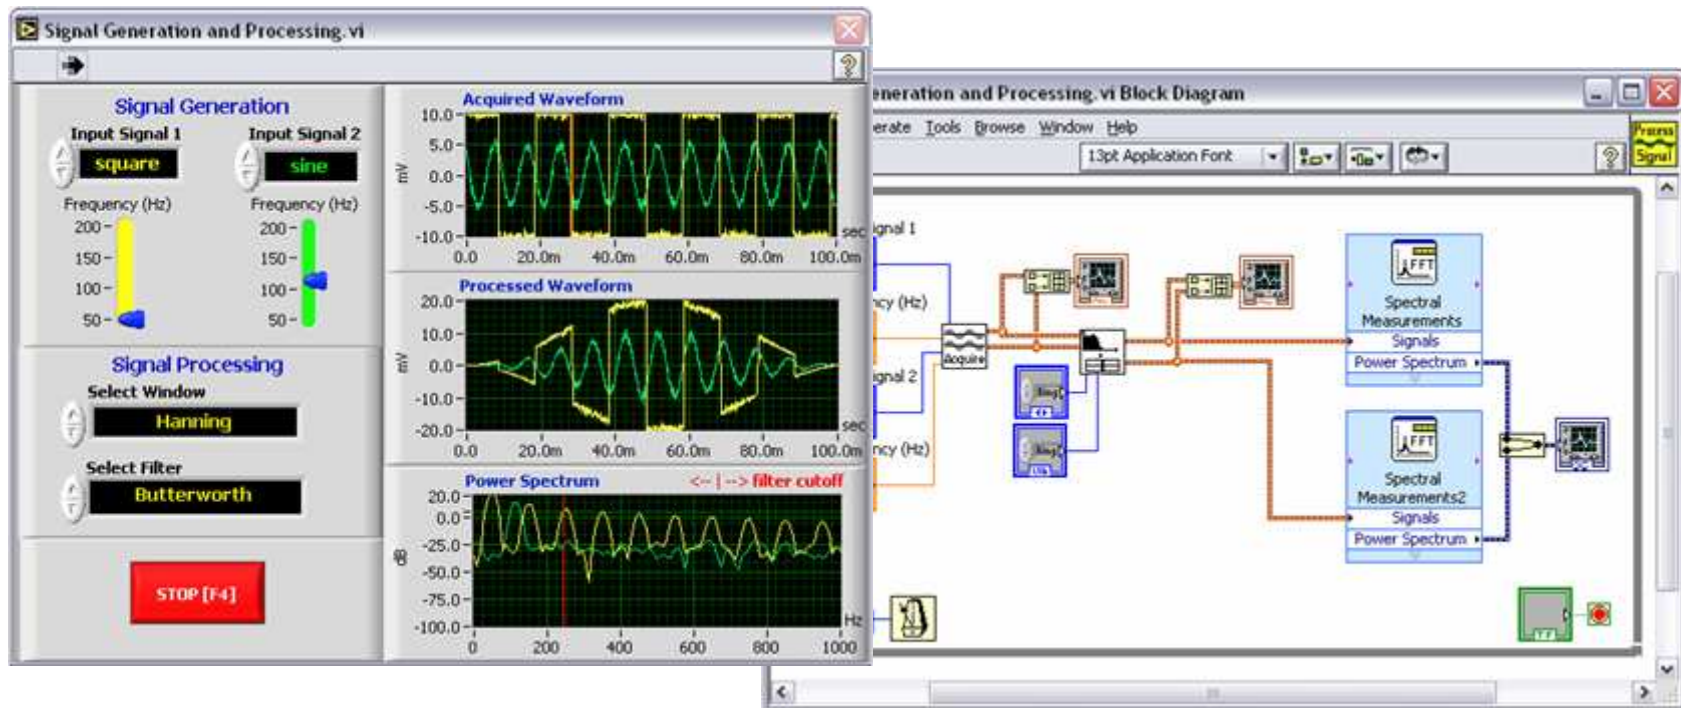 Signal Generation and Processing.vi
Signal Generation
Input Signal 1
Input Signal 2
square
sine
Frequency (Hz)
Frequency (Hz)
200
150
100
50
200
150
100
50
Signal Processing
Select Window
Hanning
Select Filter
Butterworth
STOP [F4]
Acquired Waveform
10.0
5.0
0.0
-5.0
-10.0
mV
sec
0.0 20.0m 40.0m 60.0m 80.0m 100.0m
Processed Waveform
20.0
10.0
0.0
-10.0
-20.0
mV
sec
0.0 20.0m 40.0m 60.0m 80.0m 100.0m
Power Spectrum
<-- | --> filter cutoff
20.0
0.0
-25.0
-50.0
-75.0
-100.0
dB
Hz
0 200 400 600 800 1000
eneration and Processing.vi Block Diagram
erate Tools Browse Window Help
13pt Application Font
Process
Signal
ignal 1
ncy (Hz)
ignal 2
ncy (Hz)
Acquire
Ring
Ring
FFT
Spectral
Measurements
Signals
Power Spectrum
FFT
Spectral
Measurements2
Signals
Power Spectrum
TF